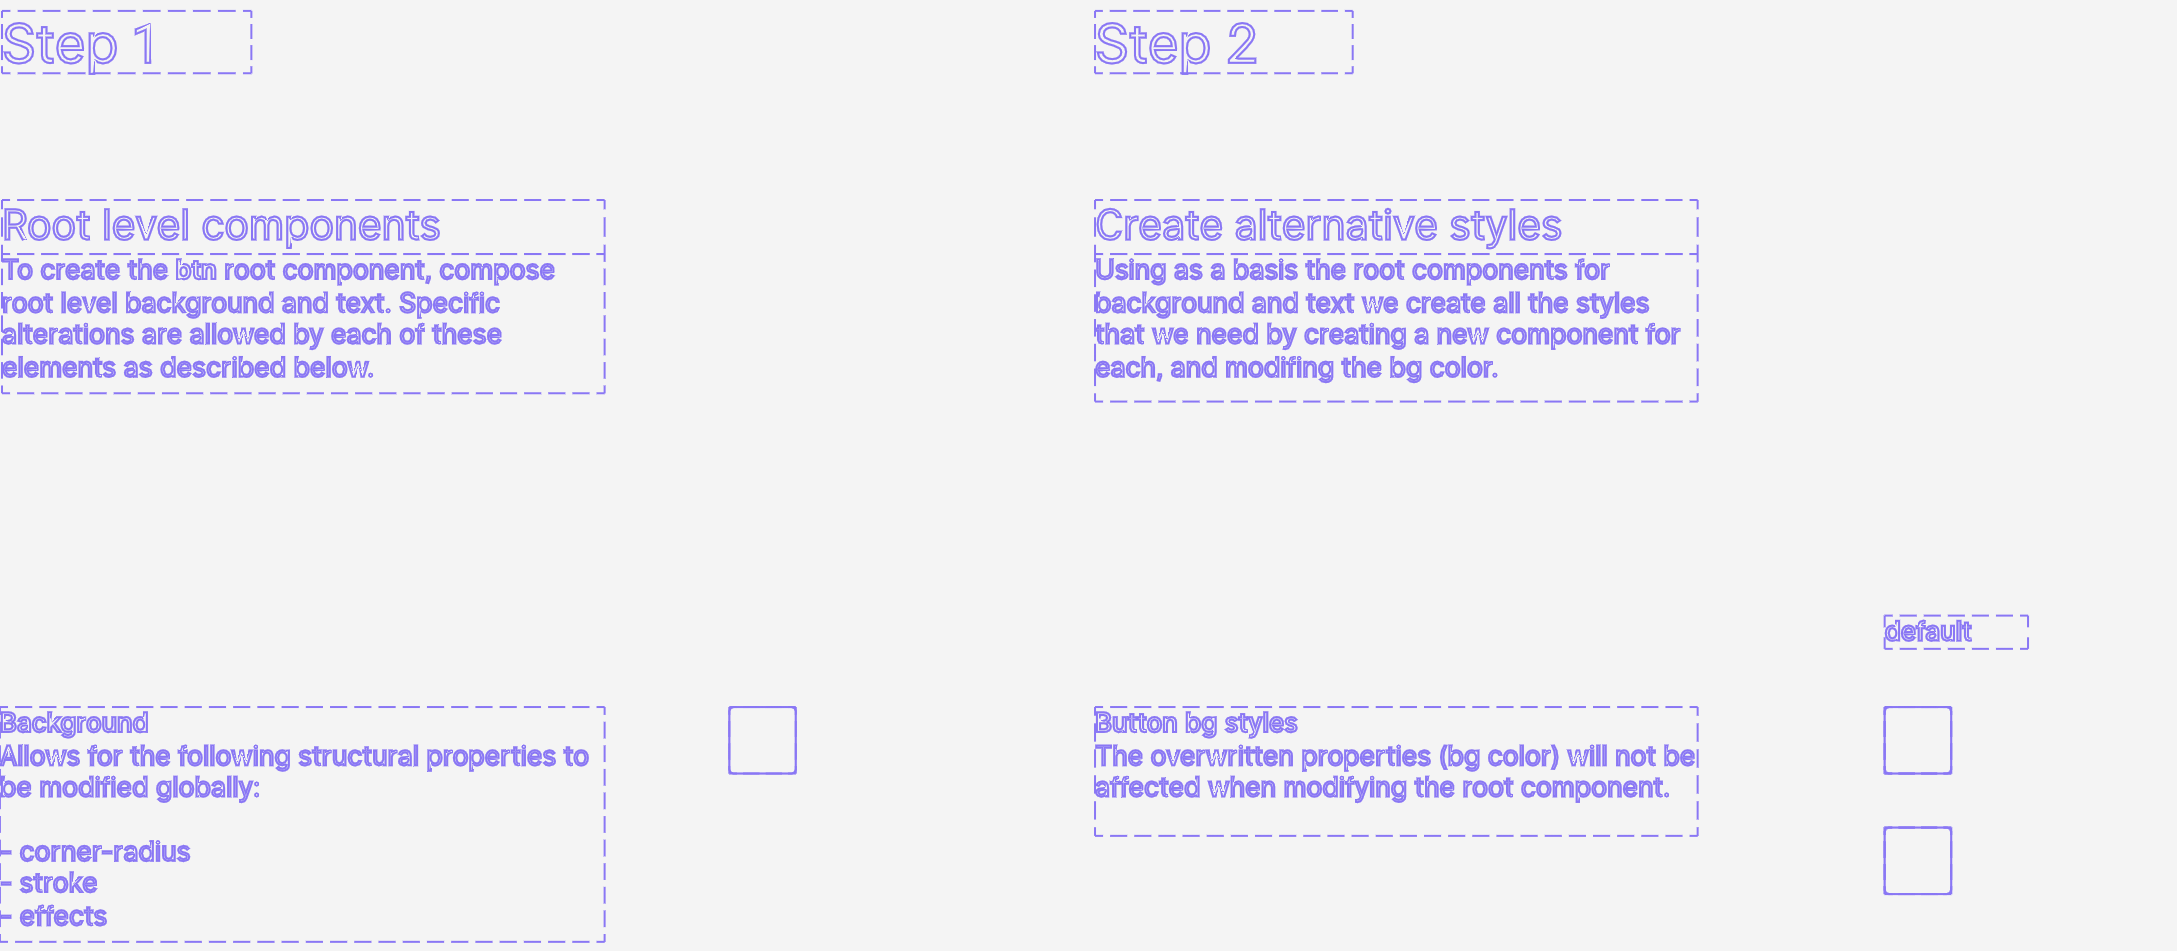 Step 1
Root level components
To create the btn root component, compose
root level background and text. Specific
alterations are allowed by each of these
elements as described below.
Background
Allows for the following structural properties to
be modified globally:
- corner-radius
- stroke
- effects
Step 2
Create alternative styles
Using as a basis the root components for
background and text we create all the styles
that we need by creating a new component for
each, and modifing the bg color.
default
Button bg styles
The overwritten properties (bg color) will not be
affected when modifying the root component.